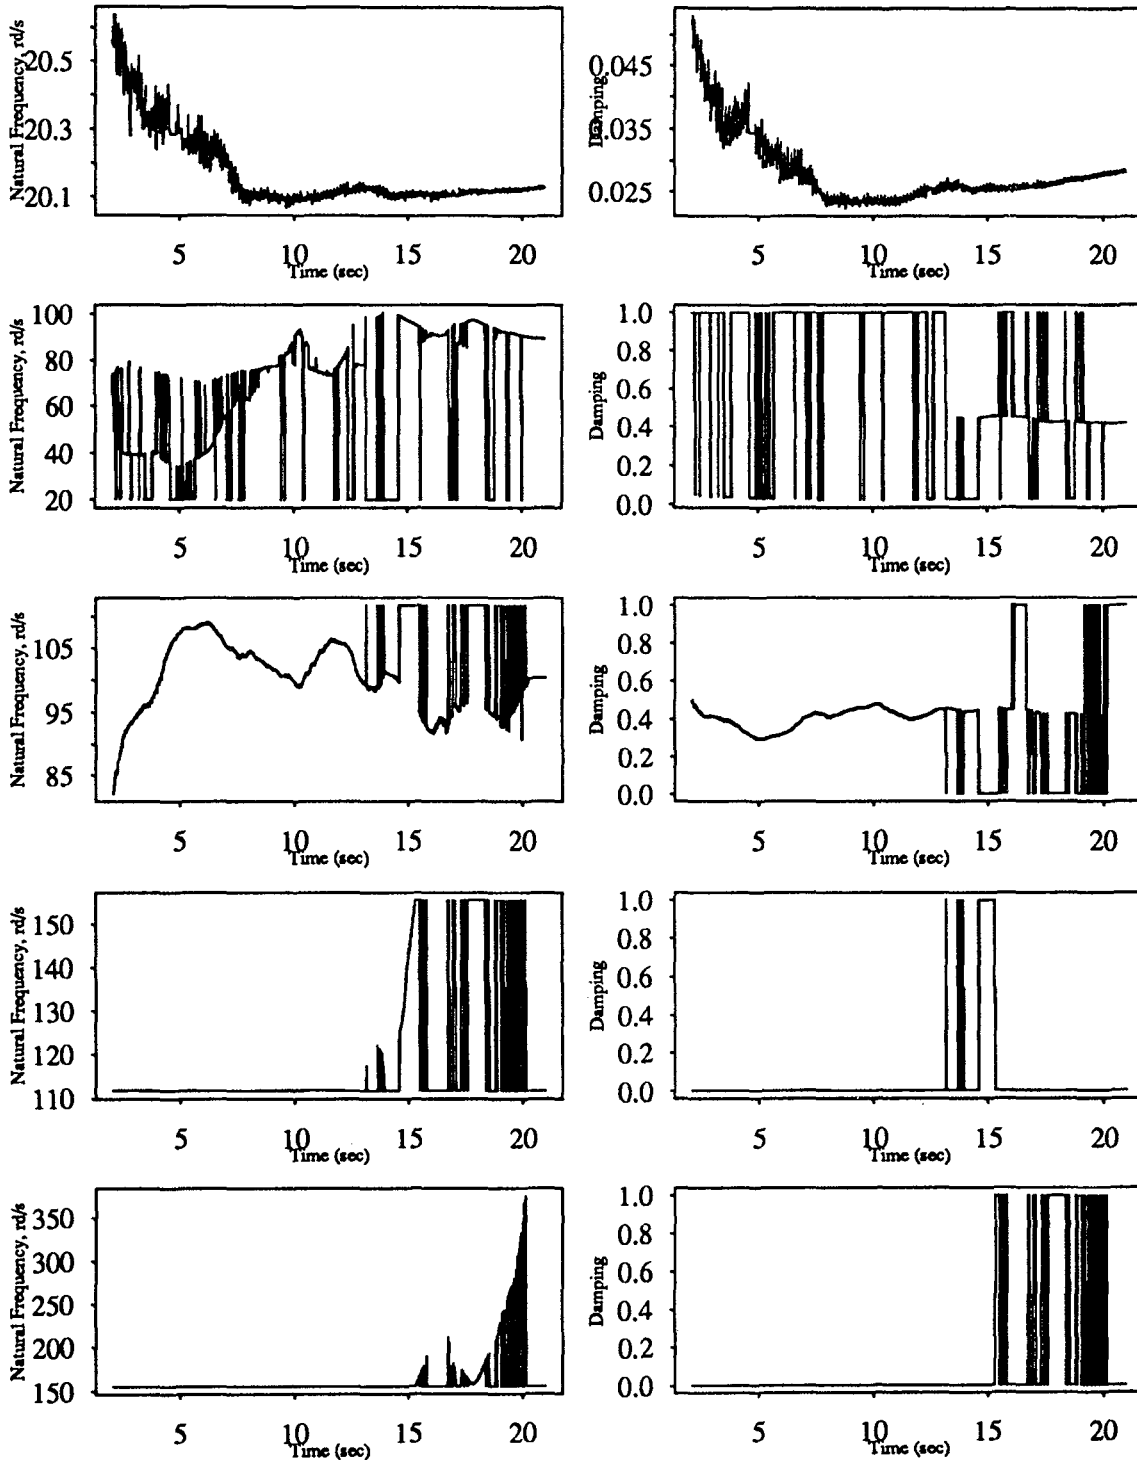 Natural Frequency, rd/s
20.5
20.3
20.1
5 10 15 20
Time (sec)
Damping
0.045
0.035
0.025
5 10 15 20
Time (sec)
Natural Frequency, rd/s
100
80
60
40
20
5 10 15 20
Time (sec)
Damping
1.0
0.8
0.6
0.4
0.2
0.0
5 10 15 20
Time (sec)
Natural Frequency, rd/s
105
95
85
5 10 15 20
Time (sec)
Damping
1.0
0.8
0.6
0.4
0.2
0.0
5 10 15 20
Time (sec)
Natural Frequency, rd/s
150
140
130
120
110
5 10 15 20
Time (sec)
Damping
1.0
0.8
0.6
0.4
0.2
0.0
5 10 15 20
Time (sec)
Natural Frequency, rd/s
350
300
250
200
150
5 10 15 20
Time (sec)
Damping
1.0
0.8
0.6
0.4
0.2
0.0
5 10 15 20
Time (sec)